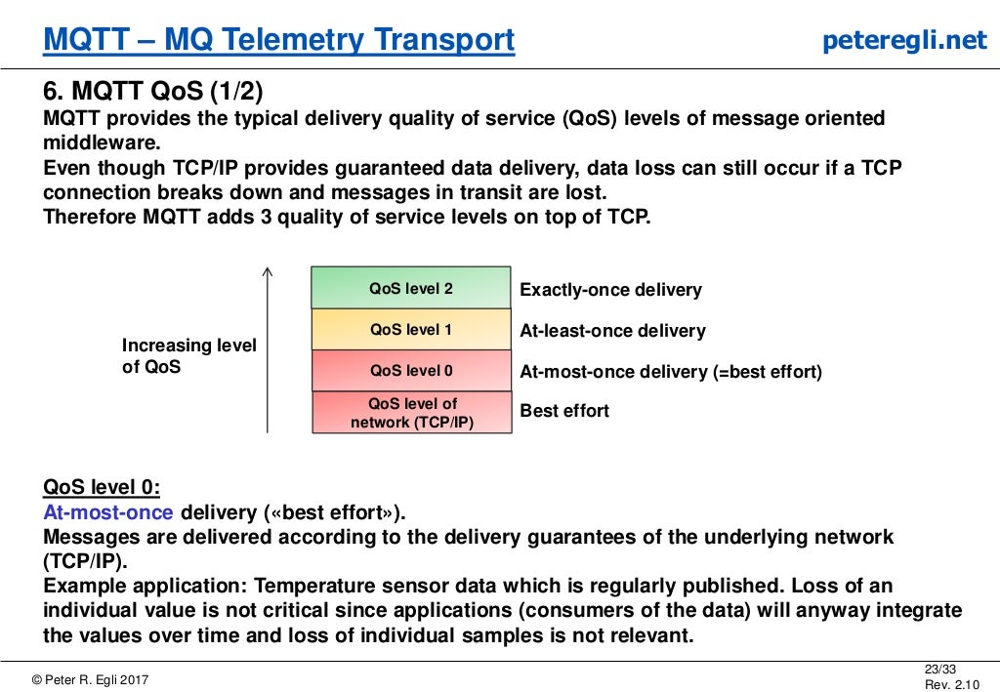 MQTT – MQ Telemetry Transport
peteregli.net
6. MQTT QoS (1/2)
MQTT provides the typical delivery quality of service (QoS) levels of message oriented
middleware.
Even though TCP/IP provides guaranteed data delivery, data loss can still occur if a TCP
connection breaks down and messages in transit are lost.
Therefore MQTT adds 3 quality of service levels on top of TCP.
QoS level 2
Exactly-once delivery
QoS level 1
At-least-once delivery
Increasing level
of QoS
QoS level 0
At-most-once delivery (=best effort)
QoS level of
network (TCP/IP)
Best effort
QoS level 0:
At-most-once delivery («best effort»).
Messages are delivered according to the delivery guarantees of the underlying network
(TCP/IP).
Example application: Temperature sensor data which is regularly published. Loss of an
individual value is not critical since applications (consumers of the data) will anyway integrate
the values over time and loss of individual samples is not relevant.
© Peter R. Egli 2017
23/33
Rev. 2.10